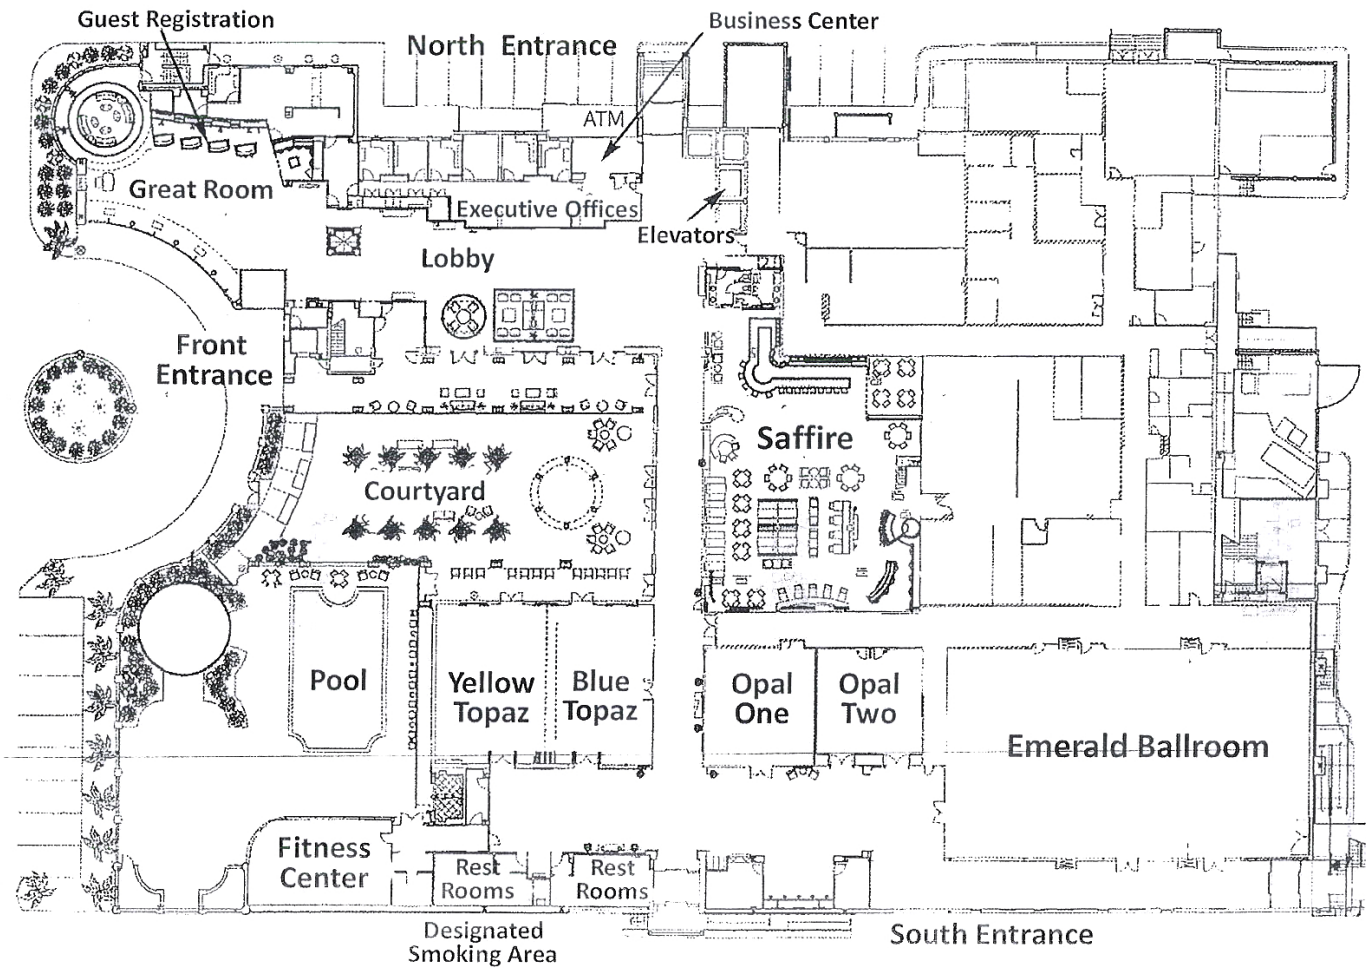 Guest Registration
Business Center
North Entrance
ATM
Great Room
Executive Offices
Elevators
Lobby
Front
Entrance
Saffire
Courtyard
Pool
Yellow
Topaz
Blue
Topaz
Opal
One
Opal
Two
Emerald Ballroom
Fitness
Center
Rest
Rooms
Rest
Rooms
Designated
Smoking Area
South Entrance